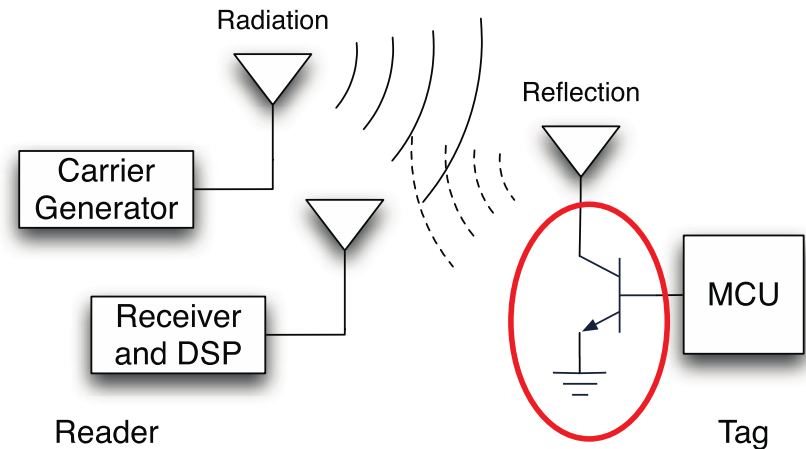 Radiation
Reflection
Carrier
Generator
MCU
Receiver
and DSP
Reader
Tag